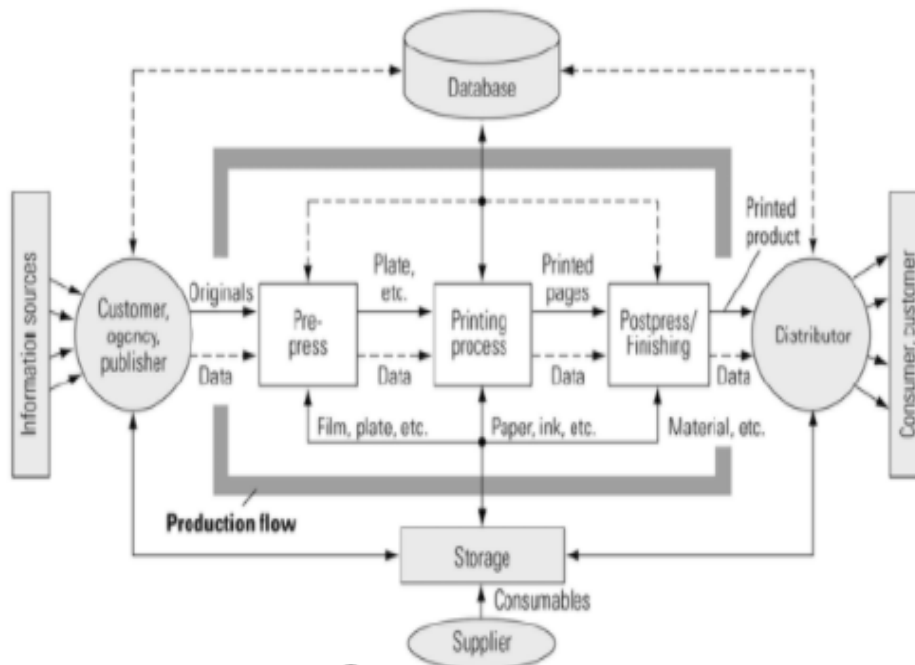 Database
Information sources
Customer,
agency,
publisher
Originals
Data
Pre-
press
Plate,
etc.
Data
Printing
process
Printed
pages
Data
Postpress/
Finishing
Printed
product
Data
Distributor
Consumer, customer
Film, plate, etc.
Paper, ink, etc.
Material, etc.
Production flow
Storage
Consumables
Supplier